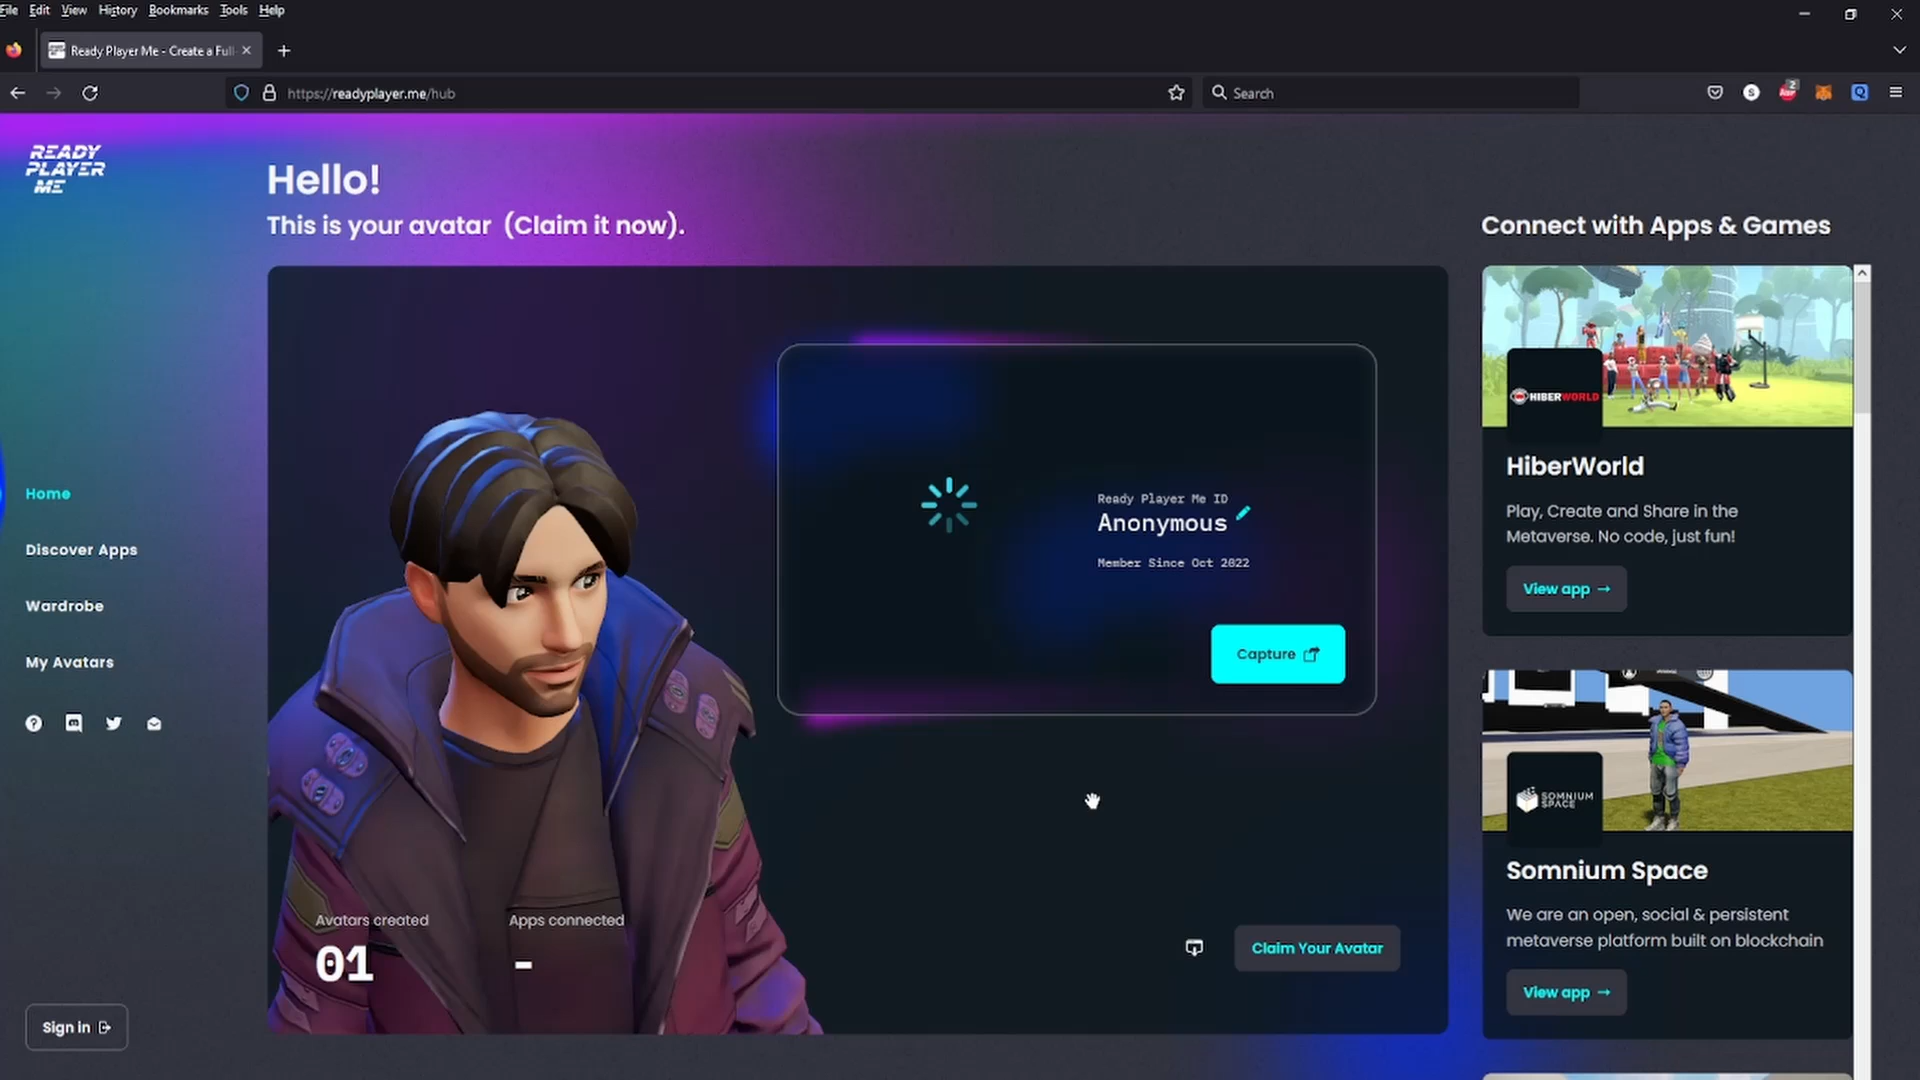 File Edit View History Bookmarks Tools Help
Ready Player Me - Create a Full-
https://readyplayer.me/hub
Search
S
ABP
2
READY
PLAYER
ME
Hello!
This is your avatar (Claim it now).
Home
Discover Apps
Wardrobe
My Avatars
Sign in
Ready Player Me ID
Anonymous
Member Since Oct 2022
Capture
Avatars created
Apps connected
01
-
Claim Your Avatar
Connect with Apps & Games
HIBERWORLD
HiberWorld
Play, Create and Share in the
Metaverse. No code, just fun!
View app →
SOMNIUM
SPACE
Somnium Space
We are an open, social & persistent
metaverse platform built on blockchain
View app →